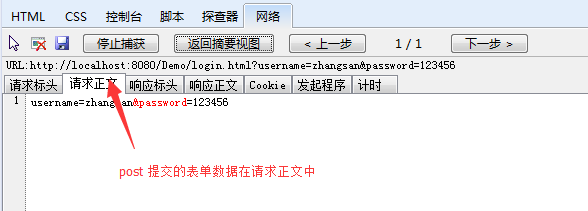 HTML CSS 控制台 脚本 探查器 网络
停止捕获 返回摘要视图 < 上一步 1 / 1 下一步 >
URL:http://localhost:8080/Demo/login.html?username=zhangsan&password=123456
请求标头 请求正文 响应标头 响应正文 Cookie 发起程序 计时
1 username=zhangsan&password=123456
post 提交的表单数据在请求正文中